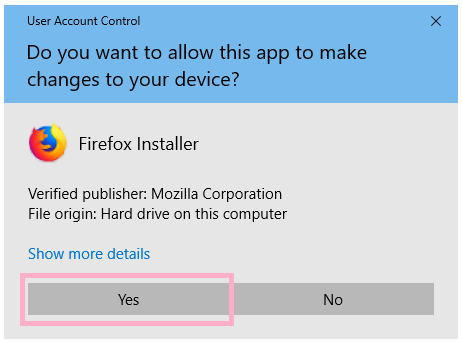 User Account Control
Do you want to allow this app to make
changes to your device?
Firefox Installer
Verified publisher: Mozilla Corporation
File origin: Hard drive on this computer
Show more details
Yes No